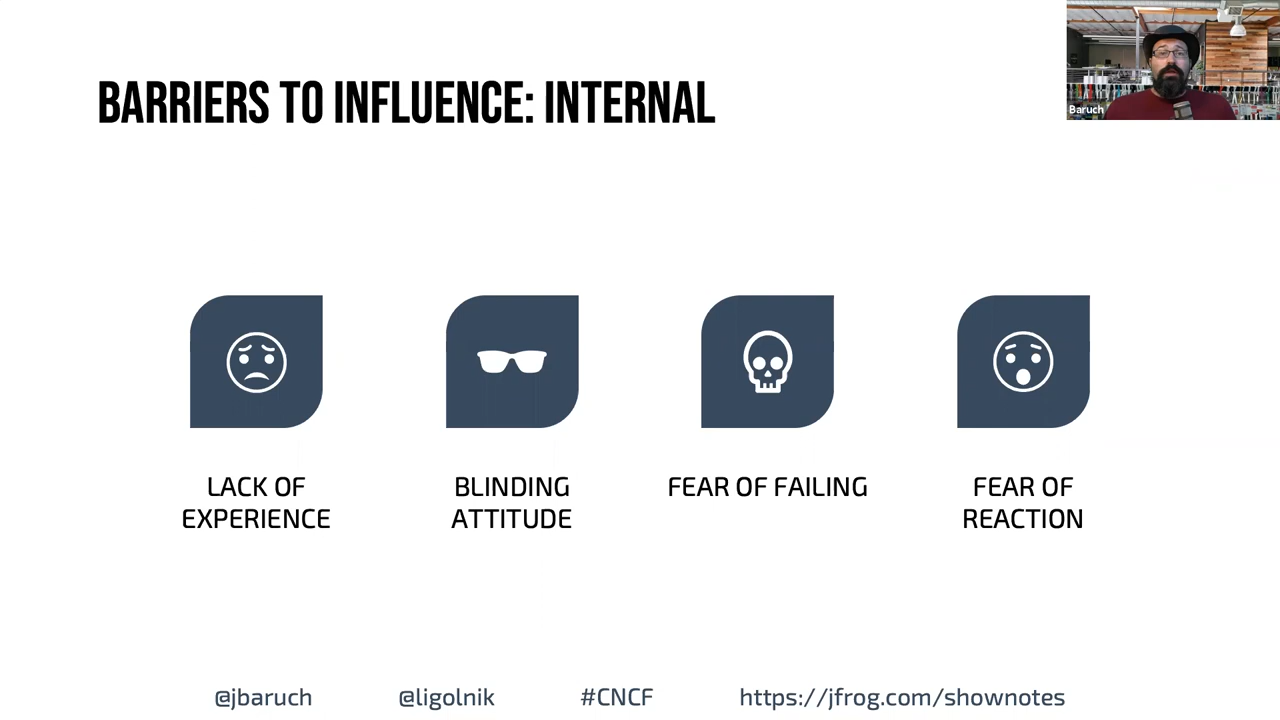 BARRIERS TO INFLUENCE: INTERNAL
Baruch
LACK OF
EXPERIENCE
BLINDING
ATTITUDE
FEAR OF FAILING
FEAR OF
REACTION
@jbaruch
@ligolnik
#CNCF
https://jfrog.com/shownotes